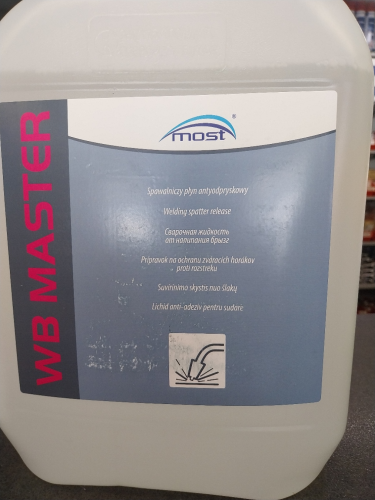 most®
WB MASTER
Spawalniczy płyn antyodpryskowy
Welding spatter release
Сварочная жидкость
от налипания брызг
Prípravok na ochranu zváracích horákov
proti rozstreku
Suvirinimo skystis nuo šlakų
Lichid anti-adeziv pentru sudare